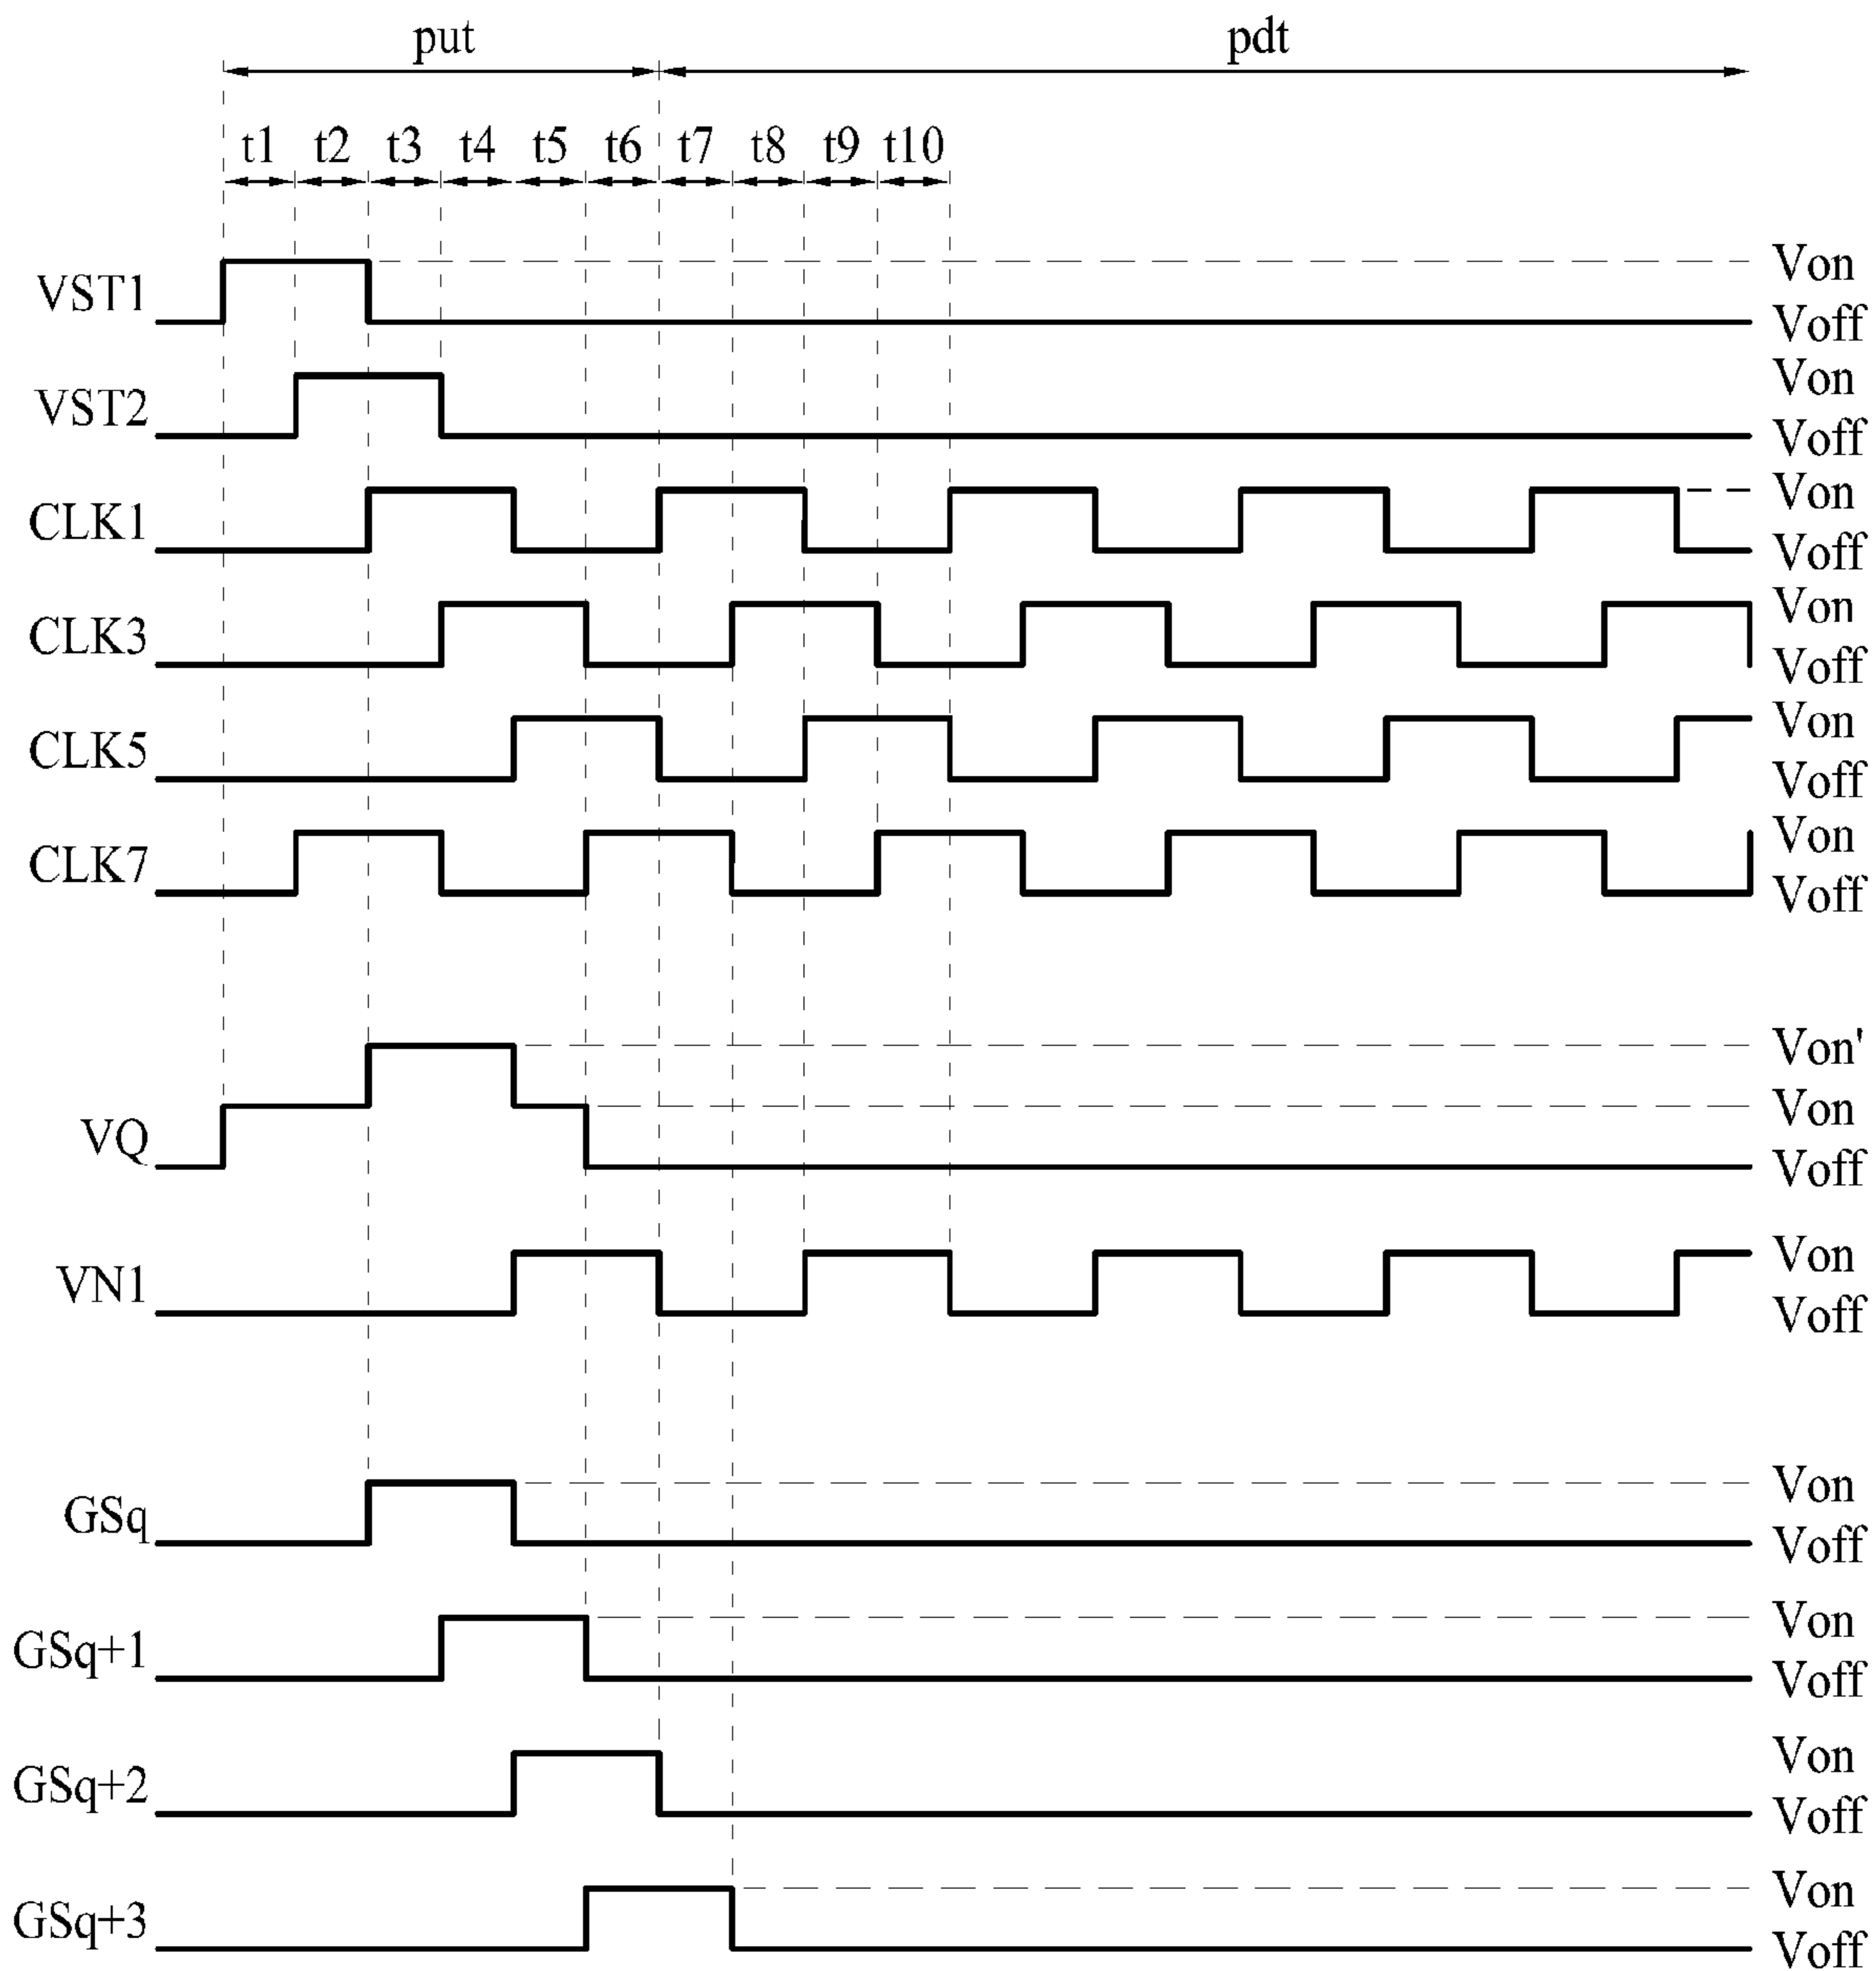 put pdt
t1 t2 t3 t4 t5 t6 t7 t8 t9 t10
VST1 Von
Voff
VST2 Von
Voff
CLK1 Von
Voff
CLK3 Von
Voff
CLK5 Von
Voff
CLK7 Von
Voff
Von'
VQ Von
Voff
VN1 Von
Voff
GSq Von
Voff
GSq+1 Von
Voff
GSq+2 Von
Voff
GSq+3 Von
Voff